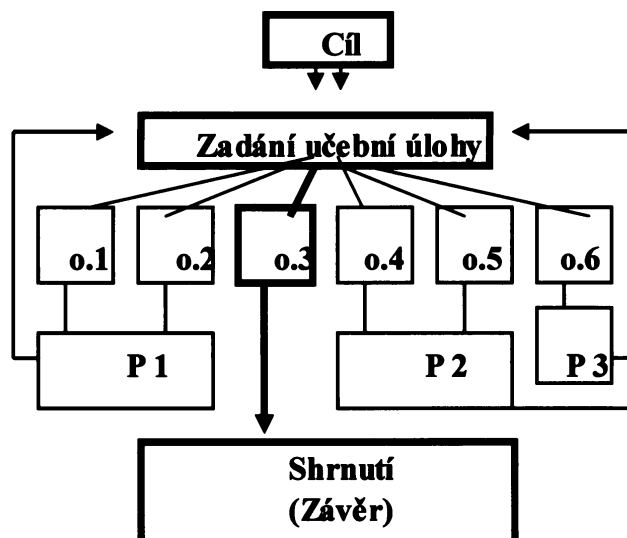 Cíl
Zadání učební úlohy
o.1 o.2 o.3 o.4 o.5 o.6
P 1 P 2 P 3
Shrnutí
(Závěr)